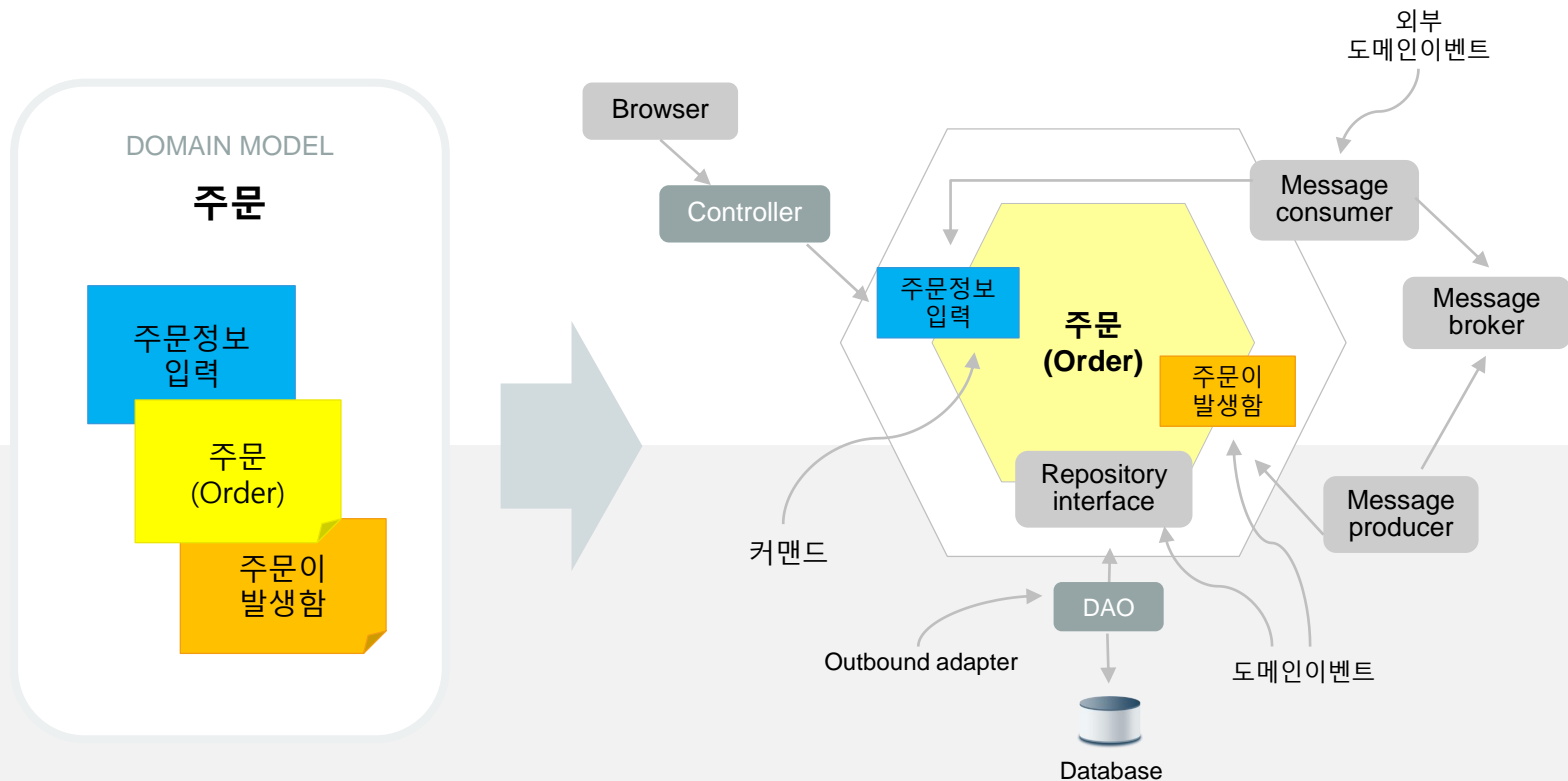 DOMAIN MODEL
주문
주문정보
입력
주문
(Order)
주문이
발생함
외부
도메인이벤트
Browser
Controller
Message
consumer
주문정보
입력
주문
(Order)
Message
broker
주문이
발생함
Repository
interface
Message
producer
커맨드
DAO
Outbound adapter
도메인이벤트
Database